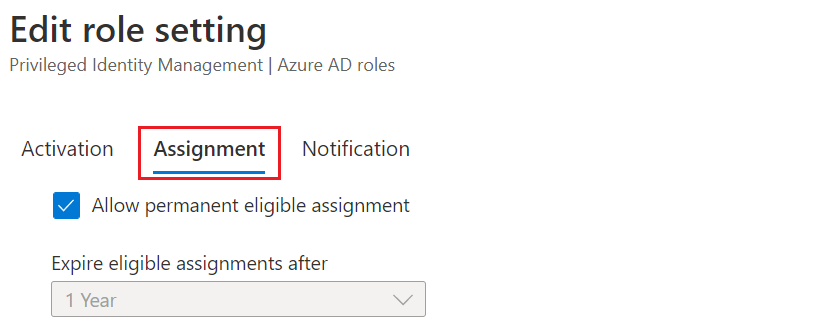 Edit role setting
Privileged Identity Management | Azure AD roles
Activation Assignment Notification
Allow permanent eligible assignment
Expire eligible assignments after
1 Year